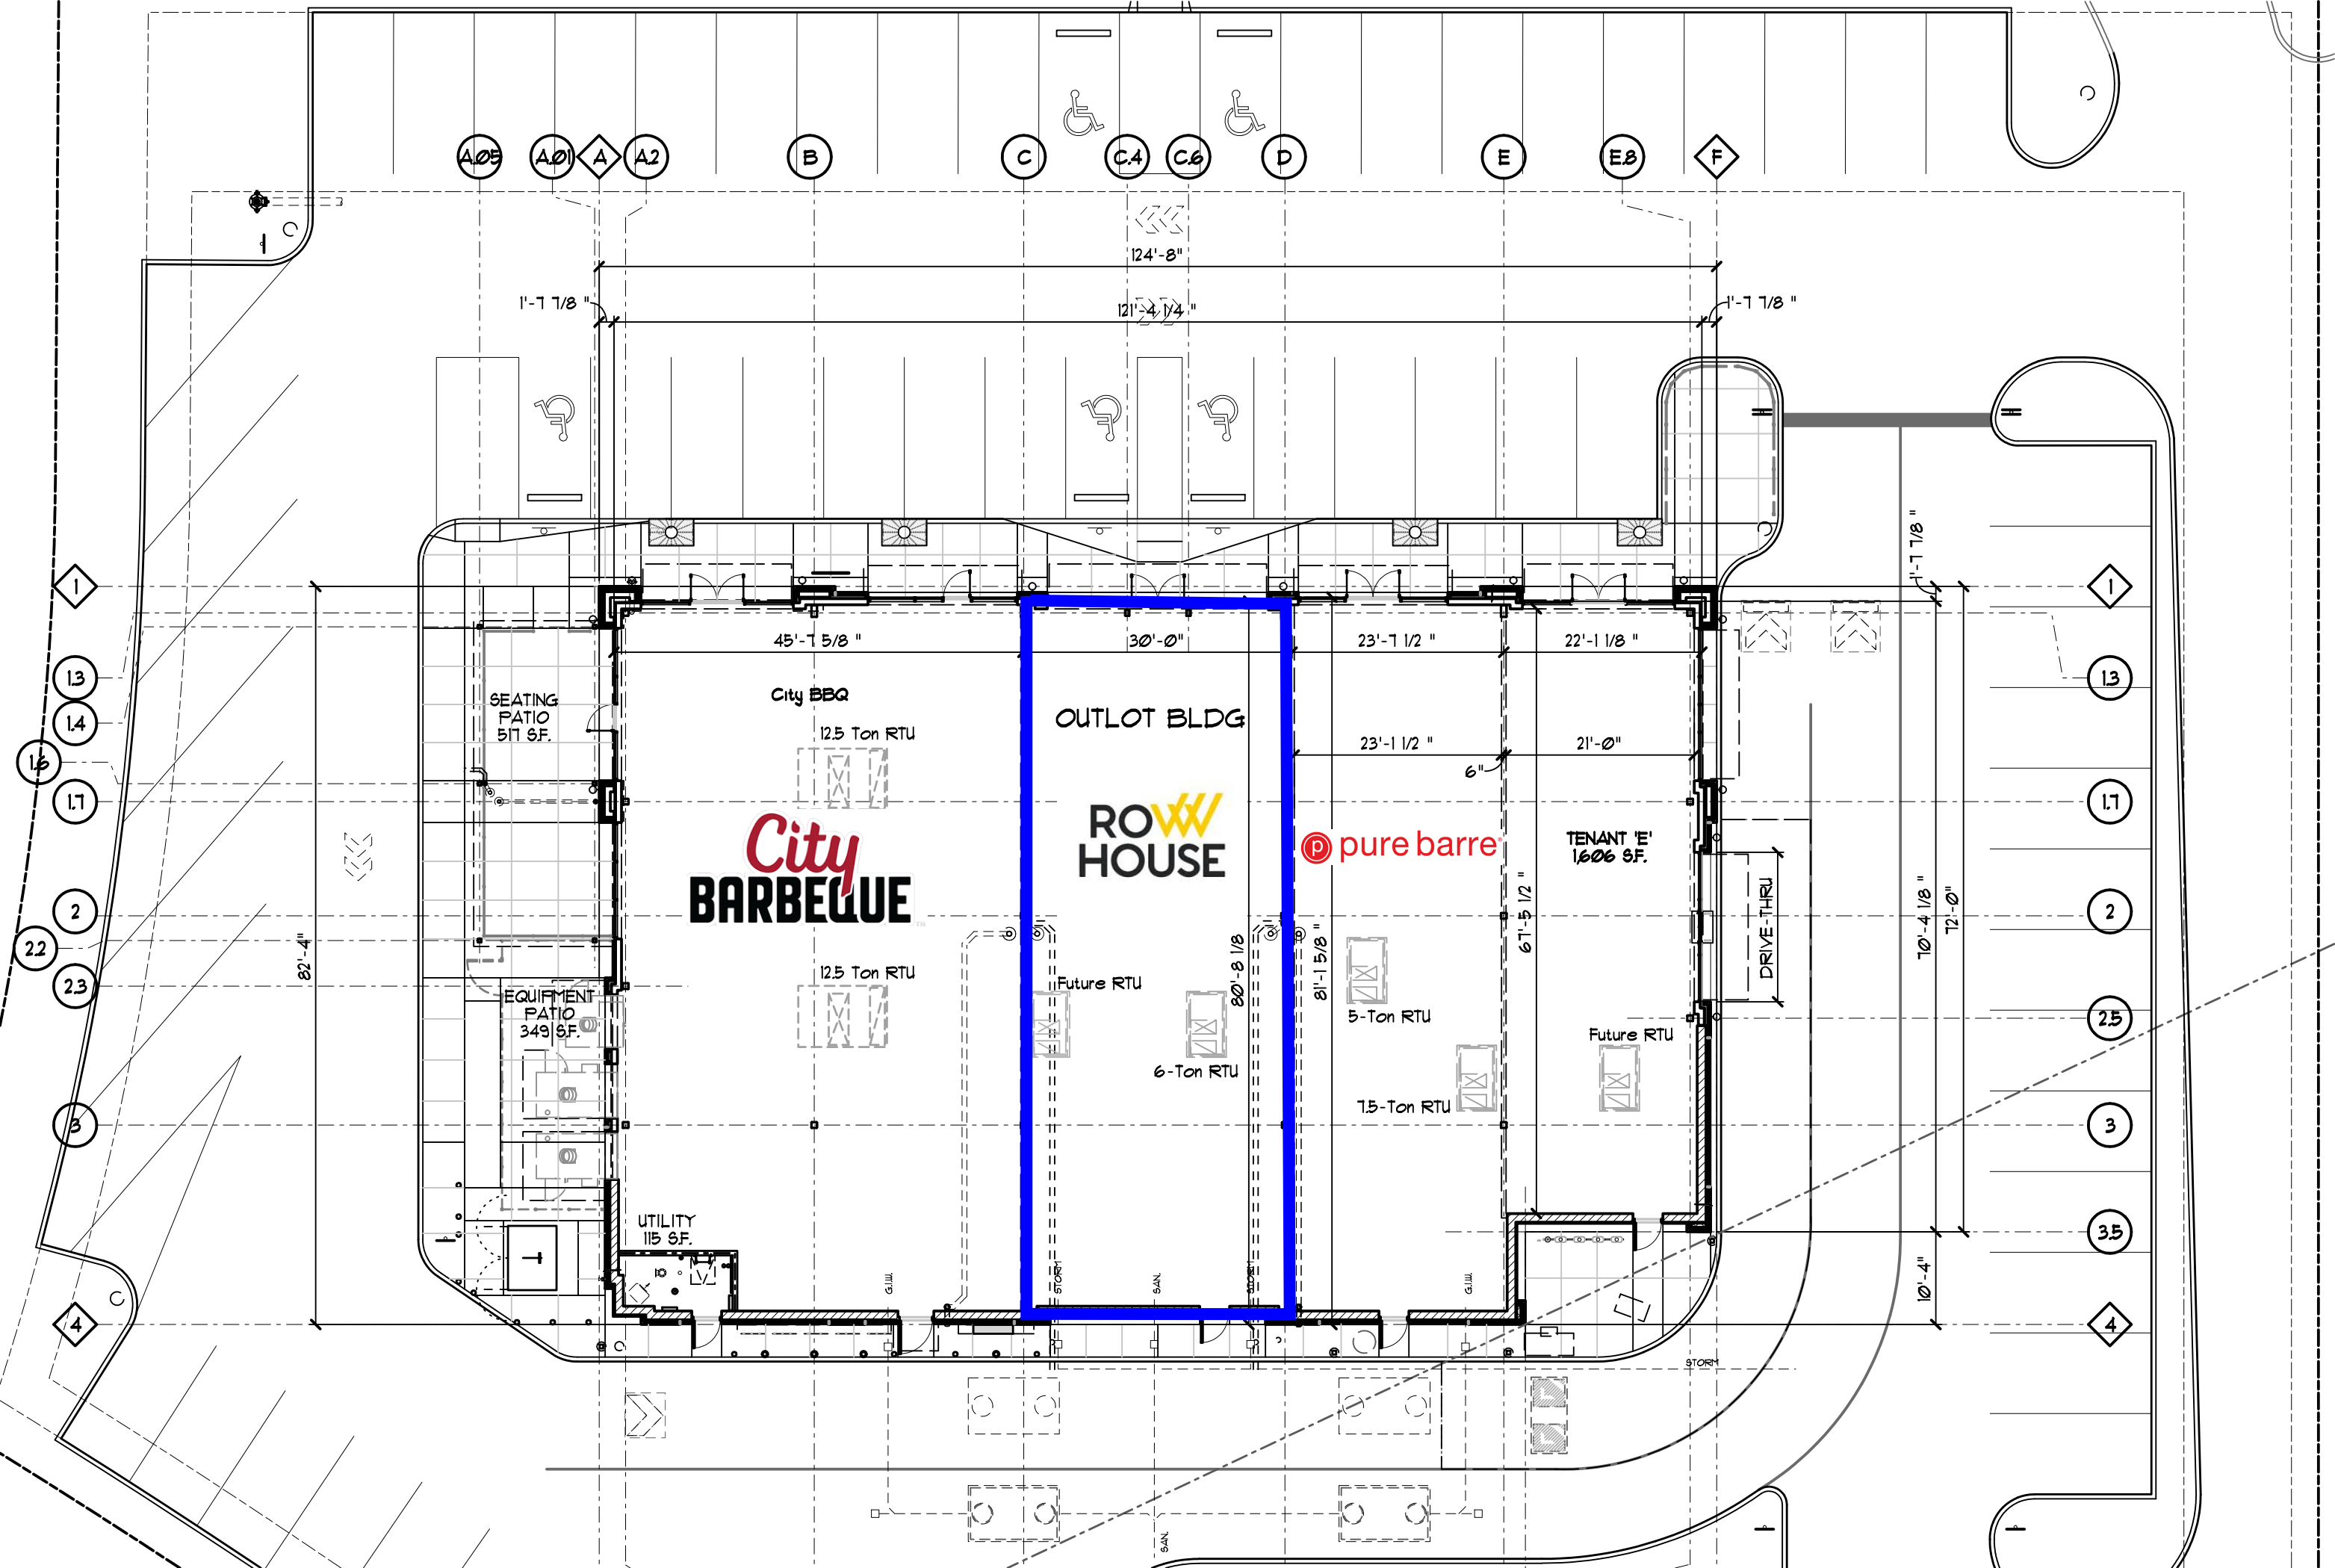 A.05 A.01 A A.2 B C C.4 C.6 D E E.8 F
124'-8"
1'-7 7/8 " 121'-4 1/4 " 1'-7 7/8 "
1'-7 7/8 "
1 1
45'-7 5/8 " 30'-0" 23'-7 1/2 " 22'-1 1/8 "
1.3 1.3
City BBQ
SEATING
PATIO
517 S.F.
OUTLOT BLDG
1.4
12.5 Ton RTU
23'-1 1/2 " 21'-0"
6"
1.6
1.7 1.7
City
BARBEQUE
TM
ROW
HOUSE
p pure barre
TENANT 'E'
1,606 S.F.
DRIVE-THRU
67'-5 1/2 "
70'-4 1/8 "
72'-0"
2 2
2.2
82'-4"
80'-8 1/8
81'-1 5/8 "
2.3
12.5 Ton RTU
Future RTU
EQUIPMENT
PATIO
349 S.F.
5-Ton RTU
2.5
Future RTU
6-Ton RTU
7.5-Ton RTU
3 3
UTILITY
115 S.F.
3.5
G.W. STORM SAN. STORM G.W.
10'-4"
4 4
STORM
SAN.